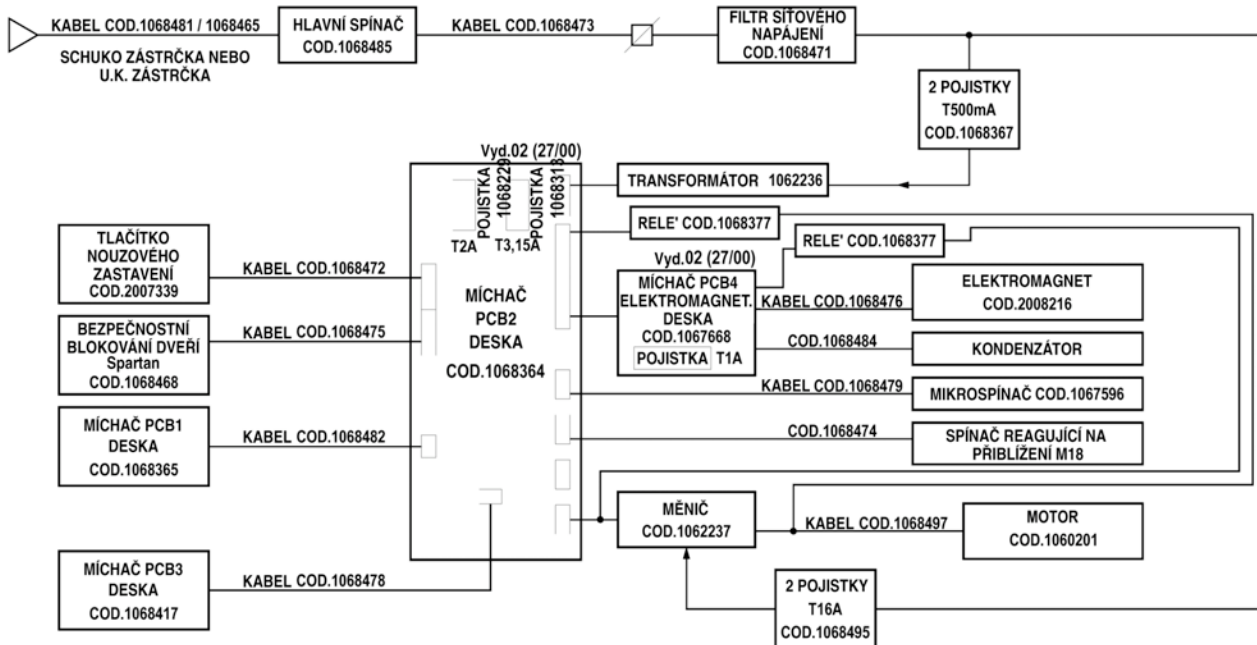 KABEL COD.1068481 / 1068465
SCHUKO ZÁSTRČKA NEBO
U.K. ZÁSTRČKA
HLAVNÍ SPÍNAČ
COD.1068485
KABEL COD.1068473
FILTR SÍŤOVÉHO
NAPÁJENÍ
COD.1068471
2 POJISTKY
T500mA
COD.1068367
Vyd.02 (27/00)
POJISTKA
1068229
T2A
POJISTKA
1068318
T3,15A
MÍCHAČ
PCB2
DESKA
COD.1068364
TRANSFORMÁTOR 1062236
RELE' COD.1068377
RELE' COD.1068377
TLAČÍTKO
NOUZOVÉHO
ZASTAVENÍ
COD.2007339
KABEL COD.1068472
BEZPEČNOSTNÍ
BLOKOVÁNÍ DVEŘÍ
Spartan
COD.1068468
KABEL COD.1068475
MÍCHAČ PCB1
DESKA
COD.1068365
KABEL COD.1068482
MÍCHAČ PCB3
DESKA
COD.1068417
KABEL COD.1068478
Vyd.02 (27/00)
MÍCHAČ PCB4
ELEKTROMAGNET.
DESKA
COD.1067668
POJISTKA T1A
KABEL COD.1068476
ELEKTROMAGNET
COD.2008216
COD.1068484
KONDENZÁTOR
KABEL COD.1068479
MIKROSPÍNAČ COD.1067596
COD.1068474
SPÍNAČ REAGUJÍCÍ NA
PŘIBLÍŽENÍ M18
MĚNIČ
COD.1062237
KABEL COD.1068497
MOTOR
COD.1060201
2 POJISTKY
T16A
COD.1068495